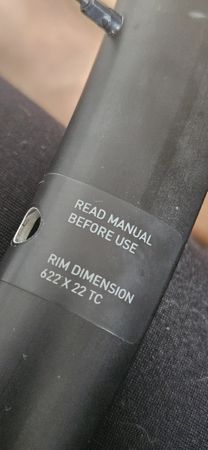 READ MANUAL
BEFORE USE
RIM DIMENSION
622 X 22 TC